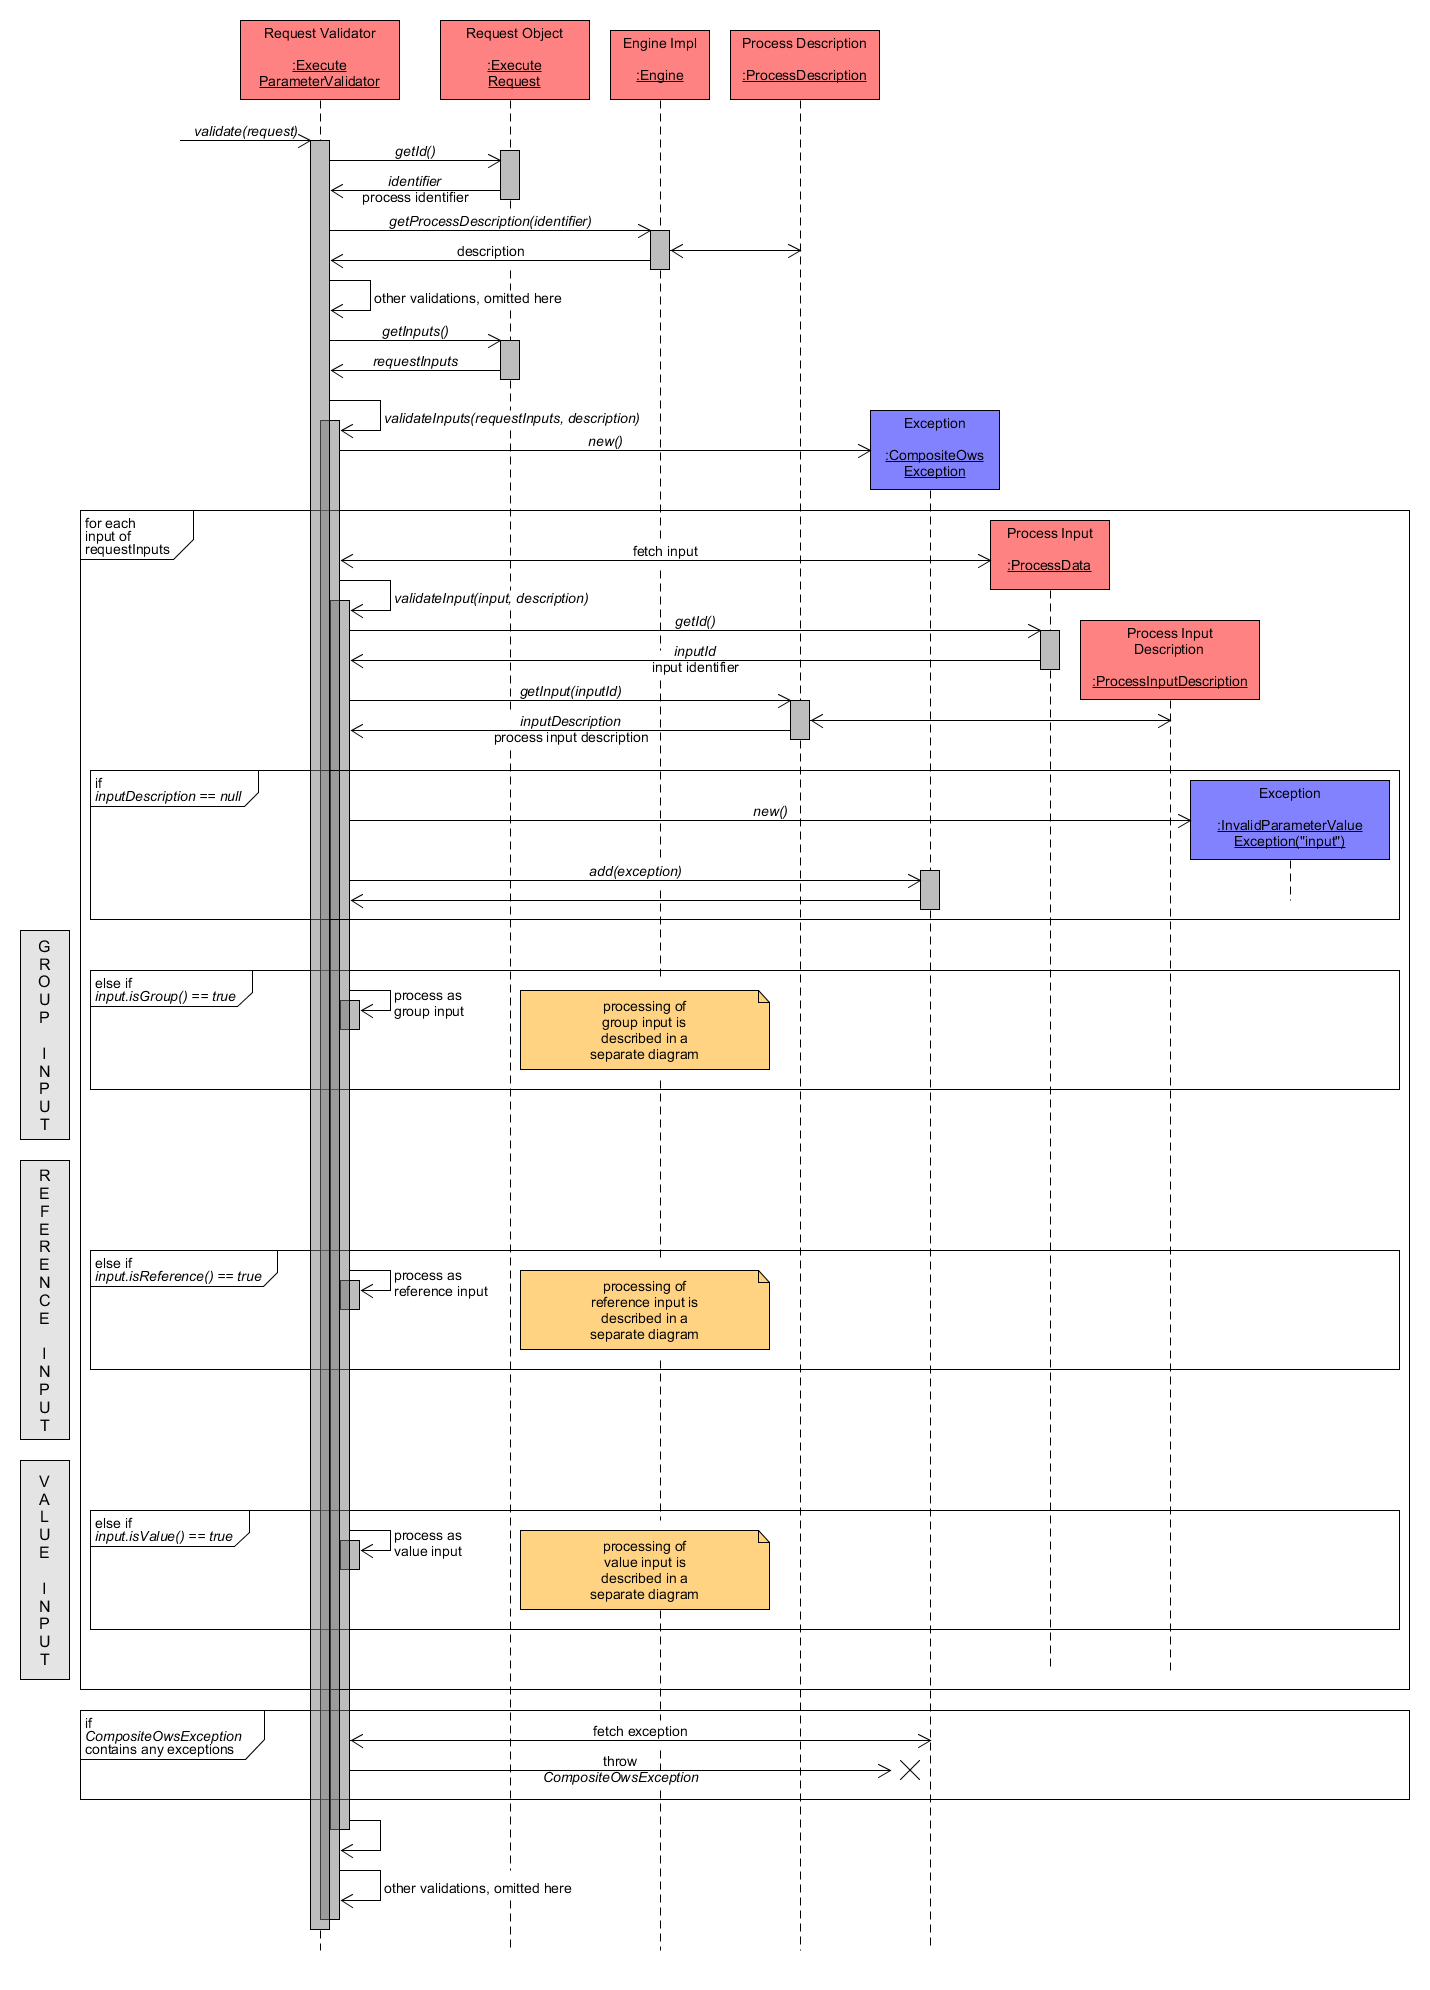 Request Validator
:Execute
ParameterValidator
Request Object
:Execute
Request
Engine Impl
:Engine
Process Description
:ProcessDescription
validate(request)
getId()
identifier
process identifier
getProcessDescription(identifier)
description
other validations, omitted here
getInputs()
requestInputs
validateInputs(requestInputs, description)
new()
Exception
:CompositeOws
Exception
for each
input of
requestInputs
Process Input
:ProcessData
fetch input
validateInput(input, description)
getId()
inputId
input identifier
Process Input
Description
:ProcessInputDescription
getInput(inputId)
inputDescription
process input description
if
inputDescription == null
new()
Exception
:InvalidParameterValue
Exception("input")
add(exception)
GROUP INPUT
else if
input.isGroup() == true
process as
group input
processing of
group input is
described in a
separate diagram
REFERENCE INPUT
else if
input.isReference() == true
process as
reference input
processing of
reference input is
described in a
separate diagram
VALUE INPUT
else if
input.isValue() == true
process as
value input
processing of
value input is
described in a
separate diagram
if
CompositeOwsException
contains any exceptions
fetch exception
throw
CompositeOwsException
other validations, omitted here